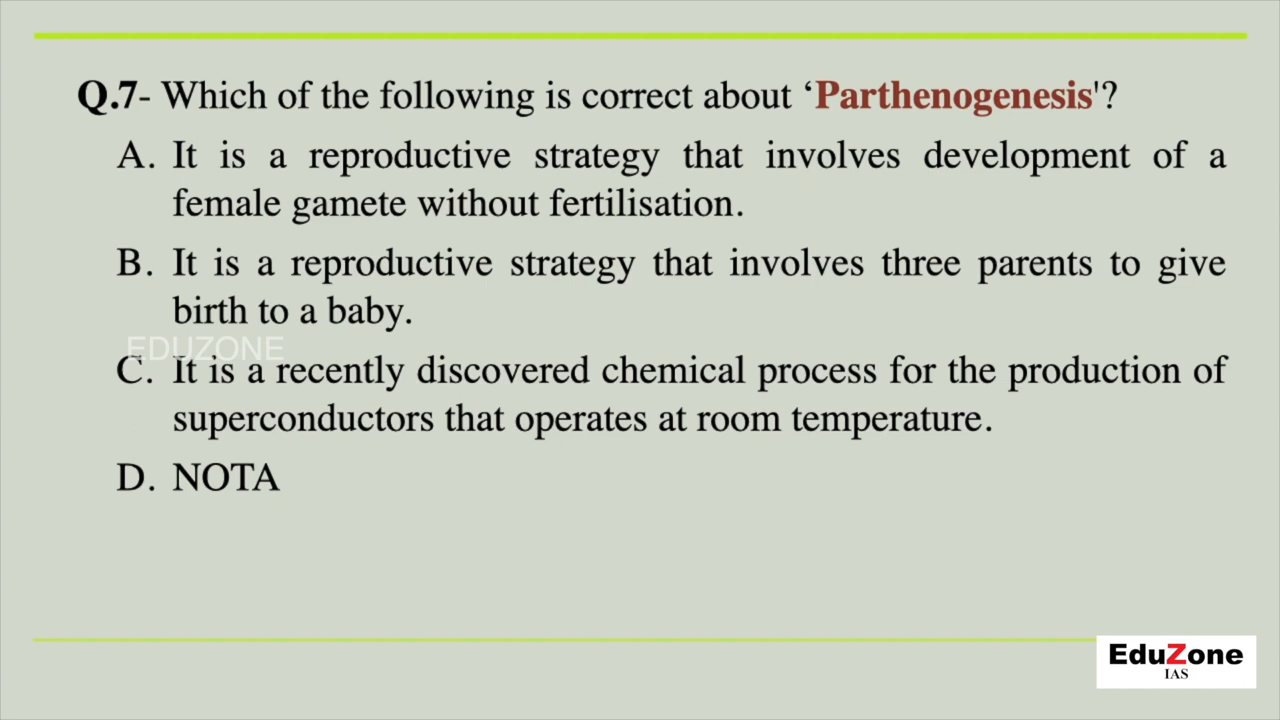 Q.7- Which of the following is correct about ‘Parthenogenesis'?
A. It is a reproductive strategy that involves development of a
female gamete without fertilisation.
B. It is a reproductive strategy that involves three parents to give
birth to a baby.
EDUZONE
C. It is a recently discovered chemical process for the production of
superconductors that operates at room temperature.
D. NOTA
EduZone
IAS